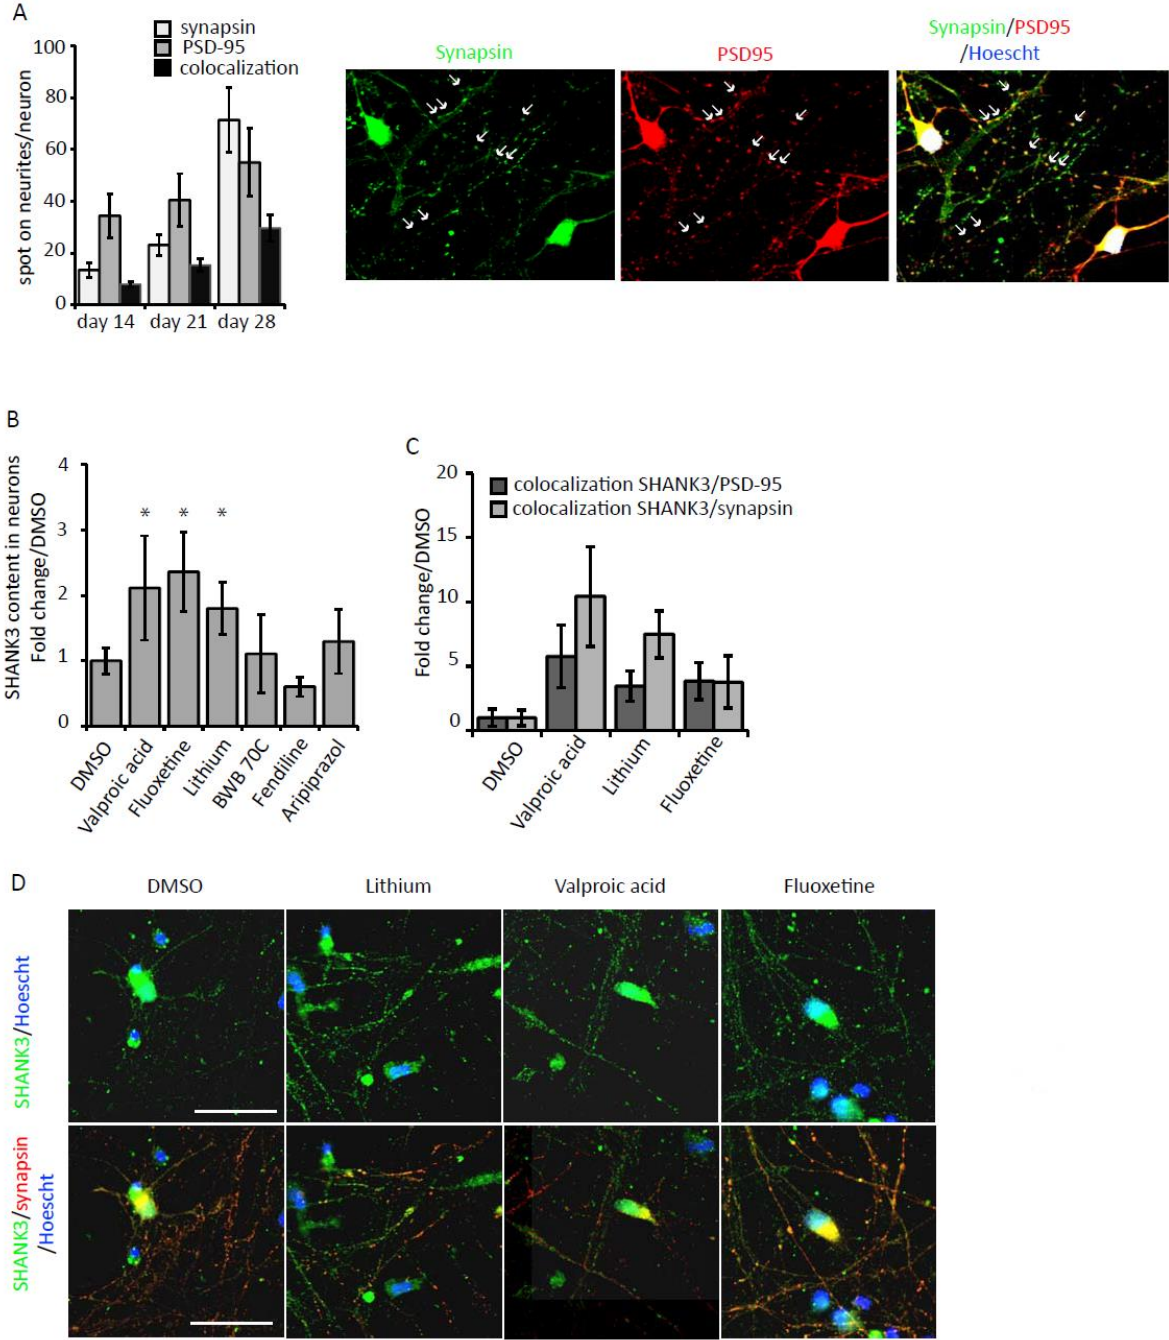 A
synapsin
PSD-95
colocalization
spot on neurites/neuron
100
80
60
40
20
0
day 14
day 21
day 28
Synapsin
PSD95
Synapsin/PSD95
/Hoescht
B
SHANK3 content in neurons
Fold change/DMSO
4
3
2
1
0
* * *
DMSO
Valproic acid
Fluoxetine
Lithium
BWB 70C
Fendiline
Aripiprazol
C
colocalization SHANK3/PSD-95
colocalization SHANK3/synapsin
Fold change/DMSO
20
15
10
5
0
DMSO
Valproic acid
Lithium
Fluoxetine
D
DMSO
Lithium
Valproic acid
Fluoxetine
SHANK3/Hoescht
SHANK3/synapsin
/Hoescht